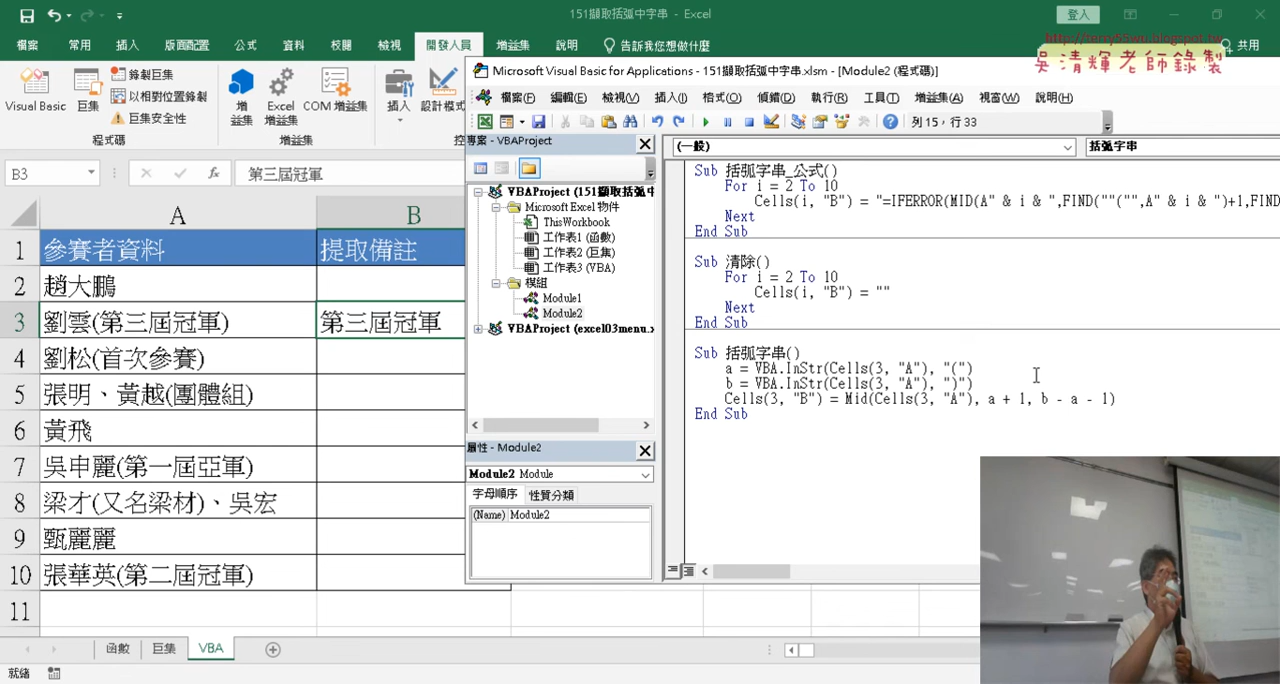 151擷取括弧中字串 - Excel
登入
http://terry55wu.blogspot.tw
吳清輝老師錄製
檔案 常用 插入 版面配置 公式 資料 校閱 檢視 開發人員 增益集 說明 告訴我您想做什麼 共用
Visual Basic 巨集 錄製巨集 以相對位置錄製 巨集安全性 增益集 Excel 增益集 COM 增益集 插入 設計模式
程式碼 增益集
B3 fx 第三屆冠軍
A B
1 參賽者資料 提取備註
2 趙大鵬
3 劉雲(第三屆冠軍) 第三屆冠軍
4 劉松(首次參賽)
5 張明、黃越(團體組)
6 黃飛
7 吳申麗(第一屆亞軍)
8 梁才(又名梁材)、吳宏
9 甄麗麗
10 張華英(第二屆冠軍)
11
函數 巨集 VBA
就緒
Microsoft Visual Basic for Applications - 151擷取括弧中字串.xlsm - [Module2 (程式碼)]
檔案(F) 編輯(E) 檢視(V) 插入(I) 格式(O) 偵錯(D) 執行(R) 工具(T) 增益集(A) 視窗(W) 說明(H)
列 15，行 33
專案 - VBAProject
VBAProject (151擷取括弧中
Microsoft Excel 物件
ThisWorkbook
工作表1 (函數)
工作表2 (巨集)
工作表3 (VBA)
模組
Module1
Module2
VBAProject (excel03menu.x
屬性 - Module2
Module2 Module
字母順序 性質分類
(Name) Module2
(一般) 括弧字串
Sub 括弧字串_公式()
For i = 2 To 10
Cells(i, "B") = "=IFERROR(MID(A" & i & ",FIND(""("",A" & i & ")+1,FIND
Next
End Sub
Sub 清除()
For i = 2 To 10
Cells(i, "B") = ""
Next
End Sub
Sub 括弧字串()
a = VBA.InStr(Cells(3, "A"), "(")
b = VBA.InStr(Cells(3, "A"), ")")
Cells(3, "B") = Mid(Cells(3, "A"), a + 1, b - a - 1)
End Sub